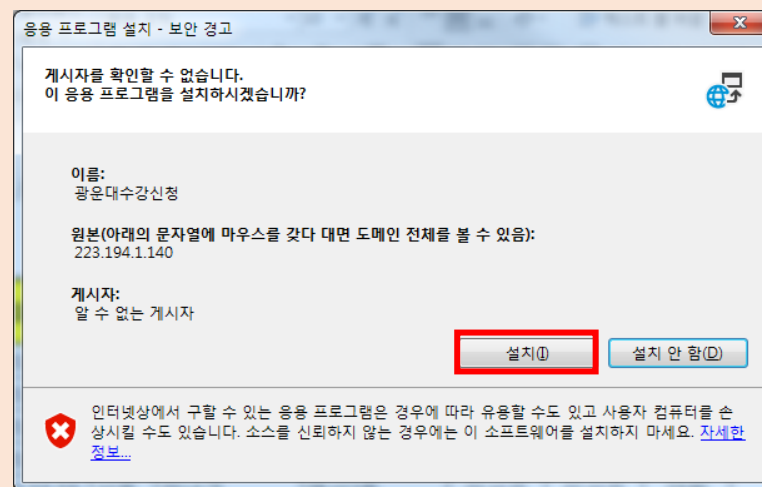 응용 프로그램 설치 - 보안 경고
게시자를 확인할 수 없습니다.
이 응용 프로그램을 설치하시겠습니까?
이름:
광운대수강신청
원본(아래의 문자열에 마우스를 갖다 대면 도메인 전체를 볼 수 있음):
223.194.1.140
게시자:
알 수 없는 게시자
설치(I) 설치 안 함(D)
인터넷상에서 구할 수 있는 응용 프로그램은 경우에 따라 유용할 수도 있고 사용자 컴퓨터를 손
상시킬 수도 있습니다. 소스를 신뢰하지 않는 경우에는 이 소프트웨어를 설치하지 마세요. 자세한
정보...